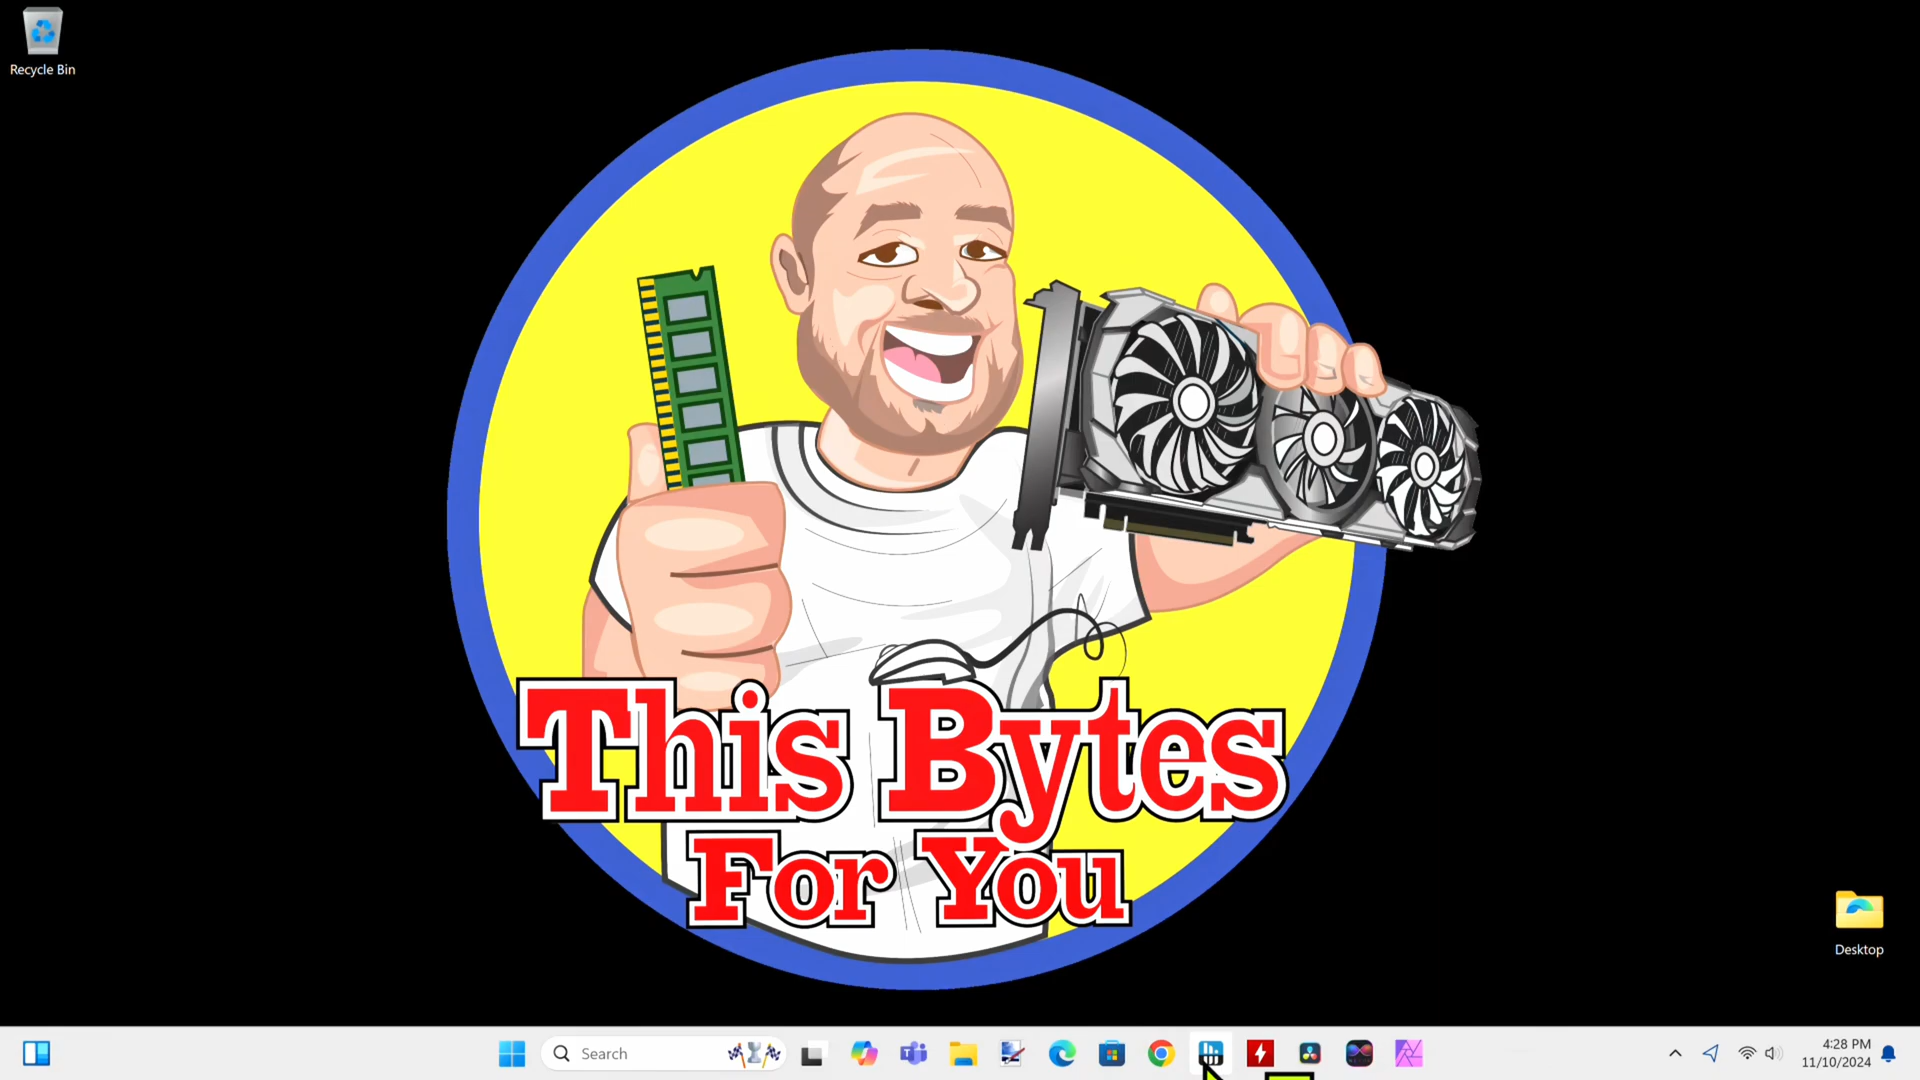 Recycle Bin
This Bytes
For You
Desktop
Search
4:28 PM
11/10/2024